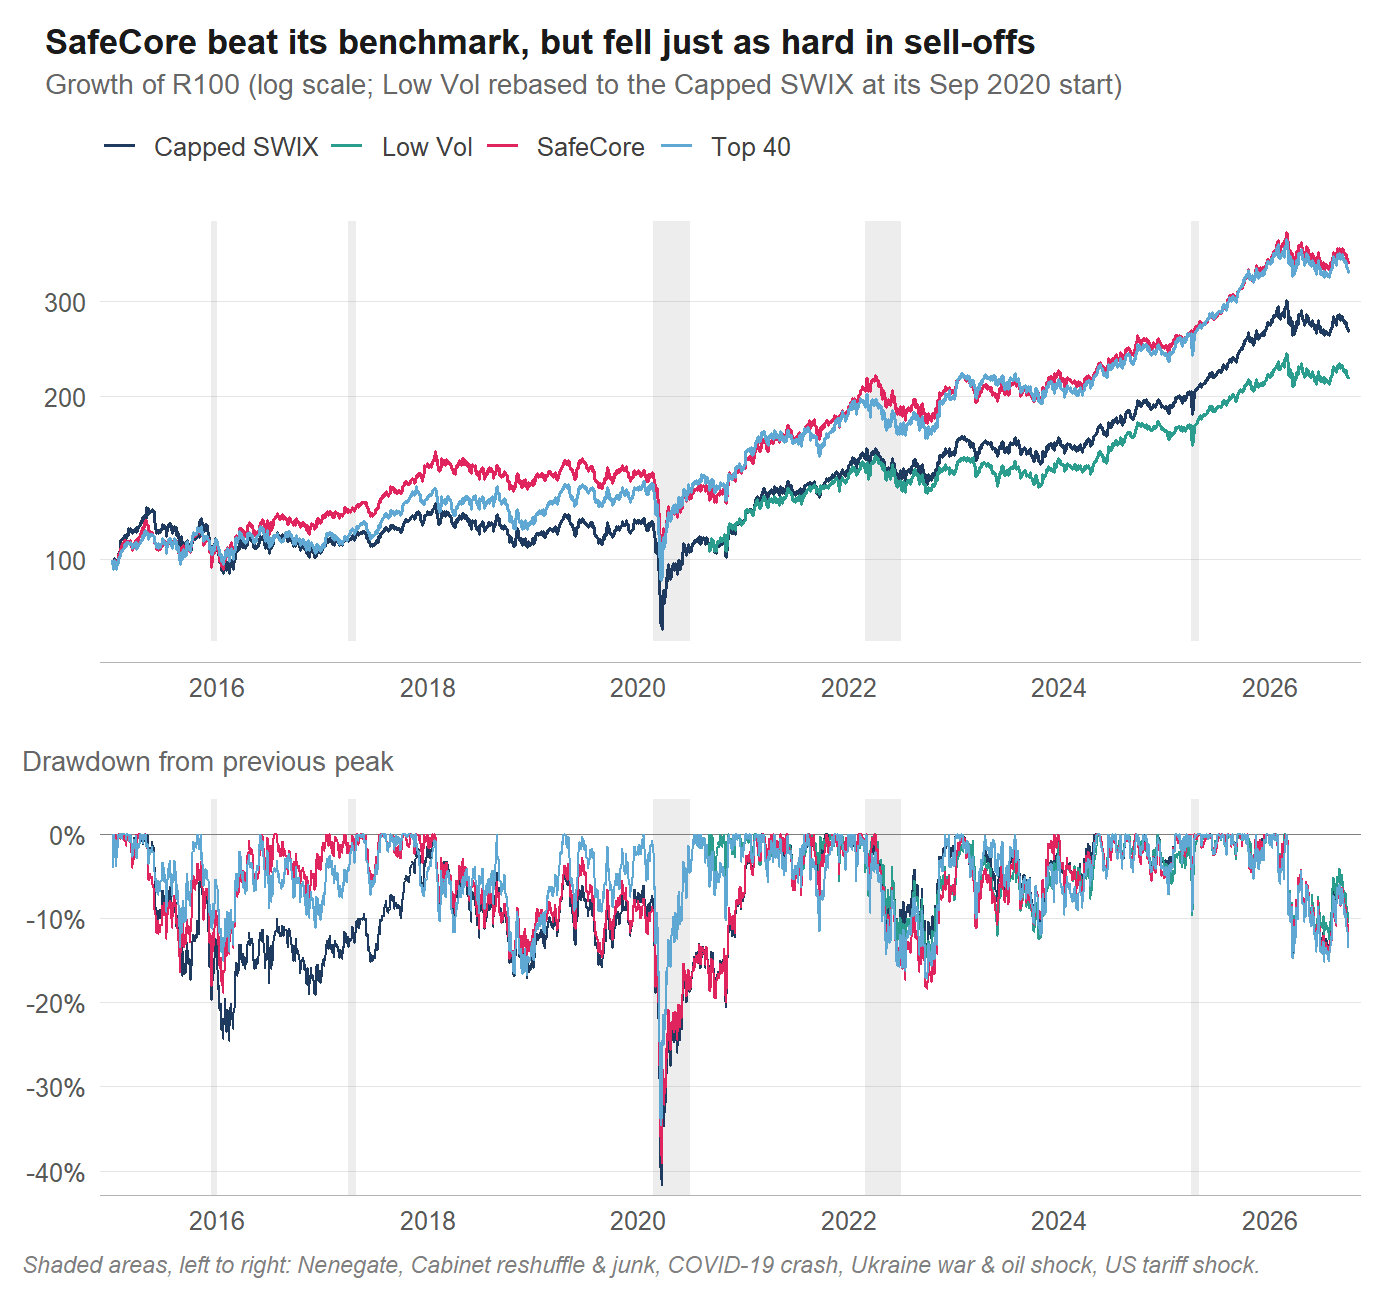 SafeCore beat its benchmark, but fell just as hard in sell-offs
Growth of R100 (log scale; Low Vol rebased to the Capped SWIX at its Sep 2020 start)
Capped SWIX Low Vol SafeCore Top 40
300
200
100
2016 2018 2020 2022 2024 2026
Drawdown from previous peak
0%
-10%
-20%
-30%
-40%
2016 2018 2020 2022 2024 2026
Shaded areas, left to right: Nenegate, Cabinet reshuffle & junk, COVID-19 crash, Ukraine war & oil shock, US tariff shock.